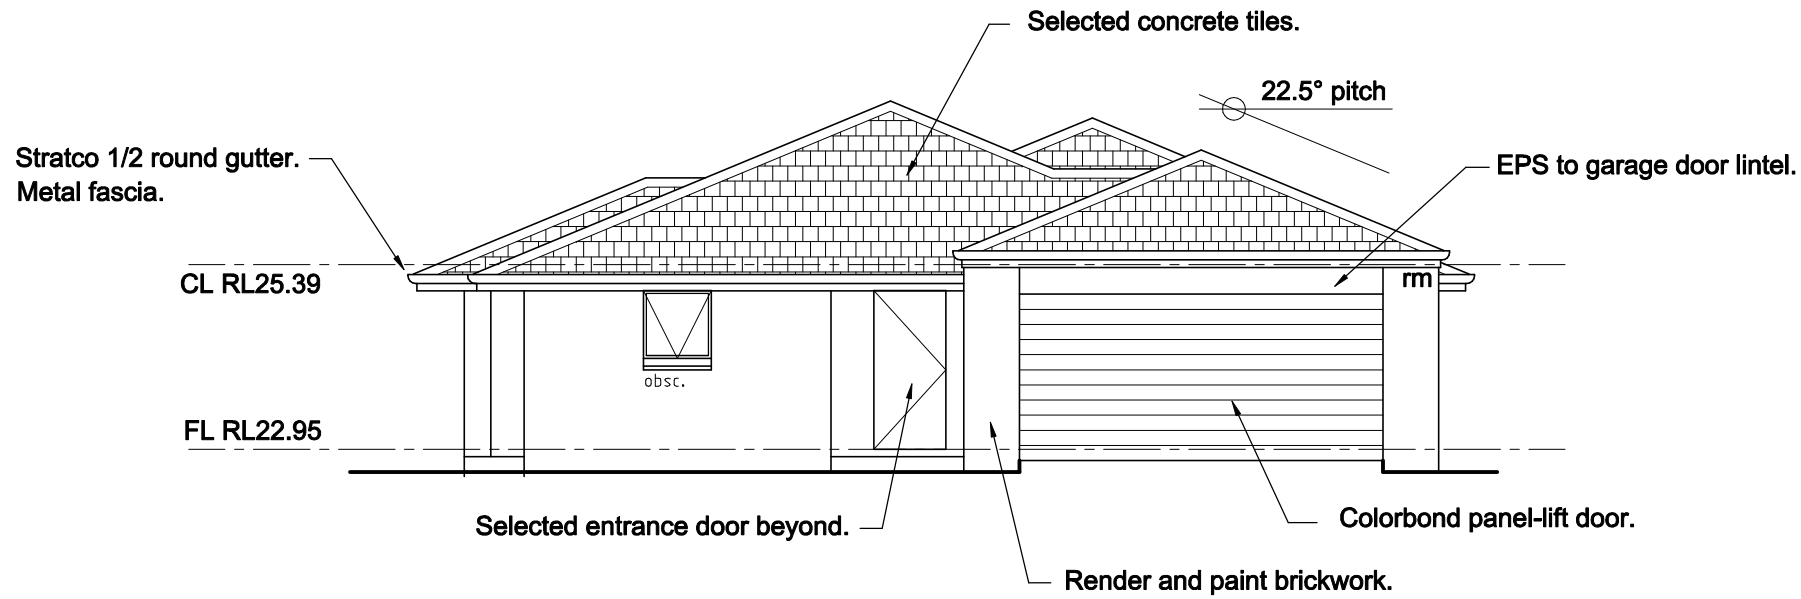 Selected concrete tiles.
22.5° pitch
Stratco 1/2 round gutter.
Metal fascia.
EPS to garage door lintel.
CL RL25.39
rm
obsc.
FL RL22.95
Selected entrance door beyond.
Colorbond panel-lift door.
Render and paint brickwork.